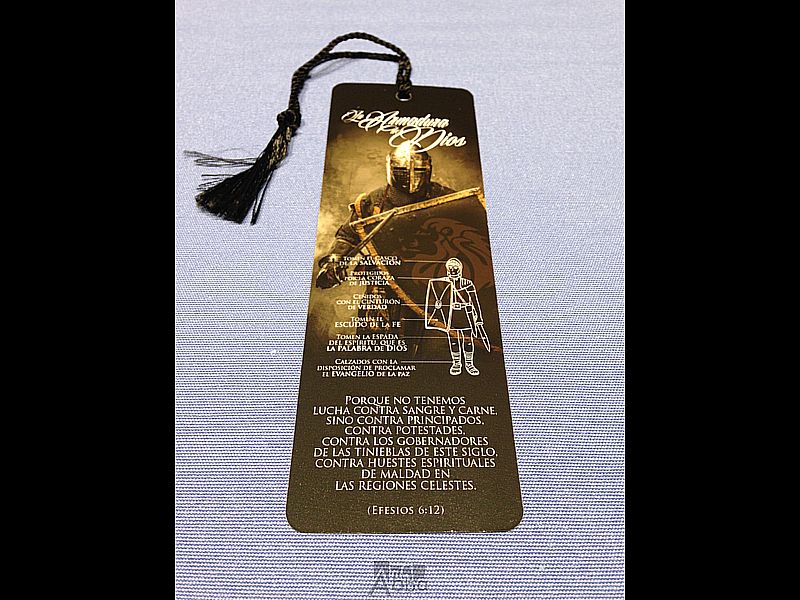 La Armadura
de Dios
Tomen el casco
de la salvación
Protegidos
por la coraza
de justicia
Ceñidos
con el cinturón
de verdad
Tomen el
escudo de la fe
Tomen la espada
del Espíritu, que es
la Palabra de Dios
Calzados con la
disposición de proclamar
el Evangelio de la paz
Porque no tenemos
lucha contra sangre y carne,
sino contra principados,
contra potestades,
contra los gobernadores
de las tinieblas de este siglo,
contra huestes espirituales
de maldad en
las regiones celestes.
(Efesios 6:12)